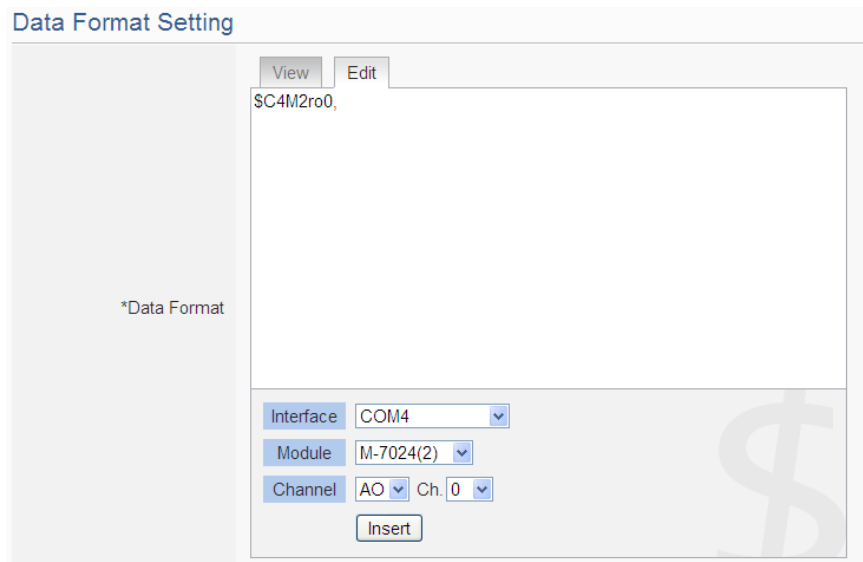 Data Format Setting
View Edit
$C4M2ro0,
*Data Format
Interface COM4
Module M-7024(2)
Channel AO Ch. 0
Insert
$